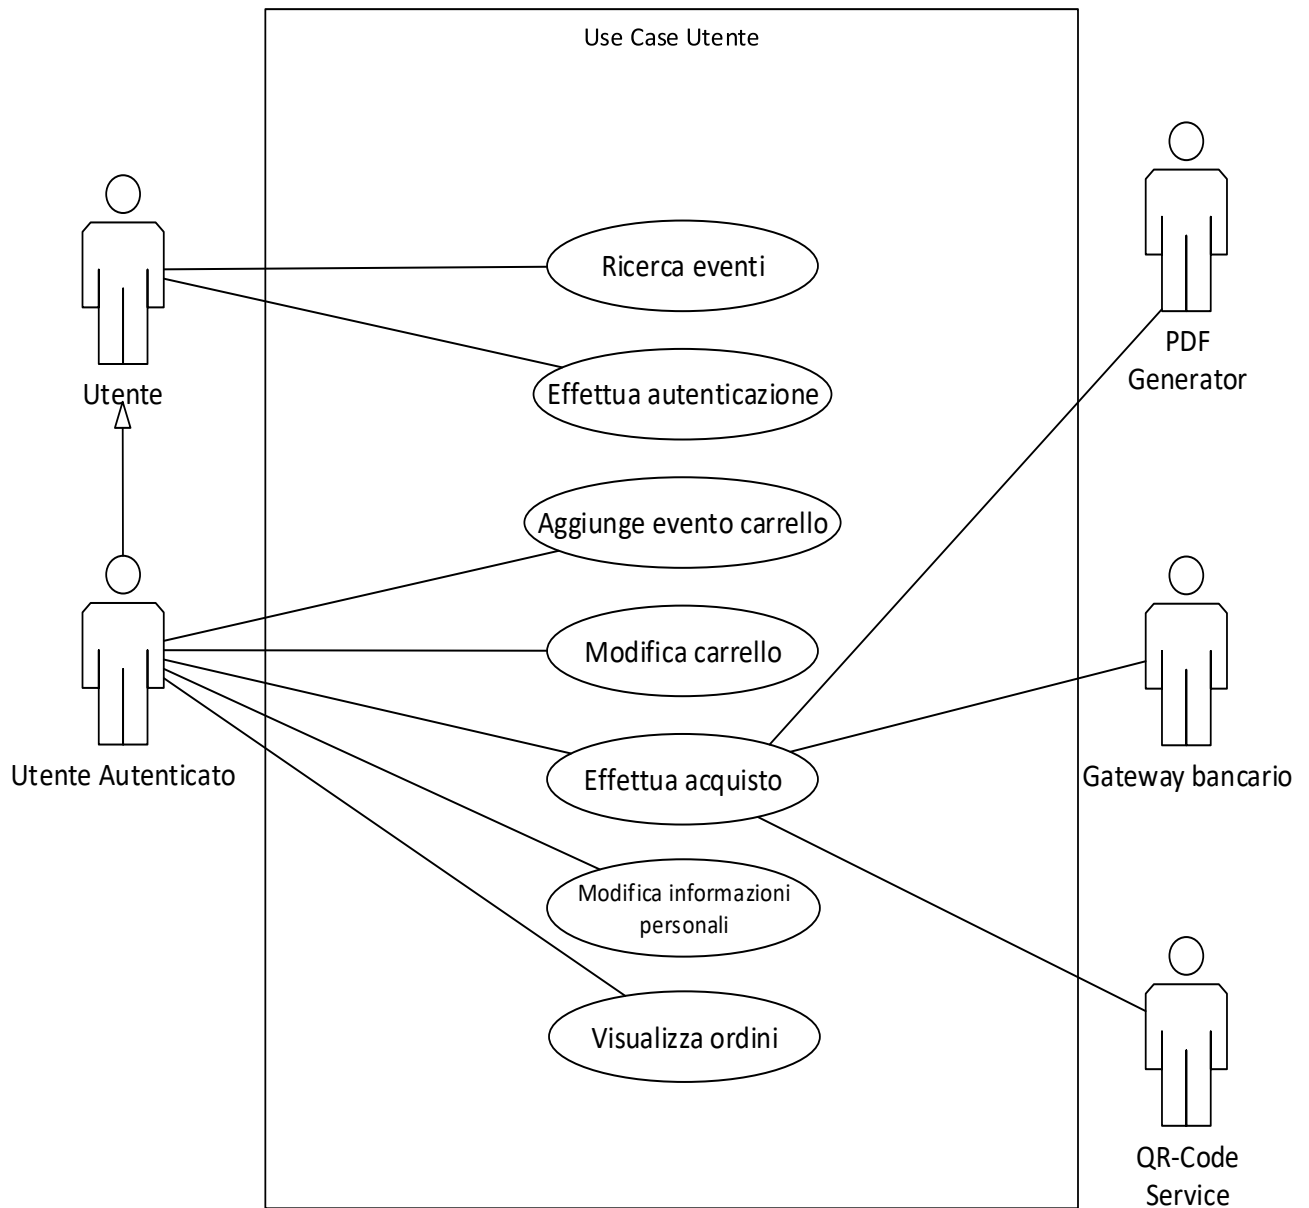 Use Case Utente
Ricerca eventi
PDF
Generator
Utente
Effettua autenticazione
Aggiunge evento carrello
Modifica carrello
Utente Autenticato
Effettua acquisto
Gateway bancario
Modifica informazioni
personali
Visualizza ordini
QR-Code
Service